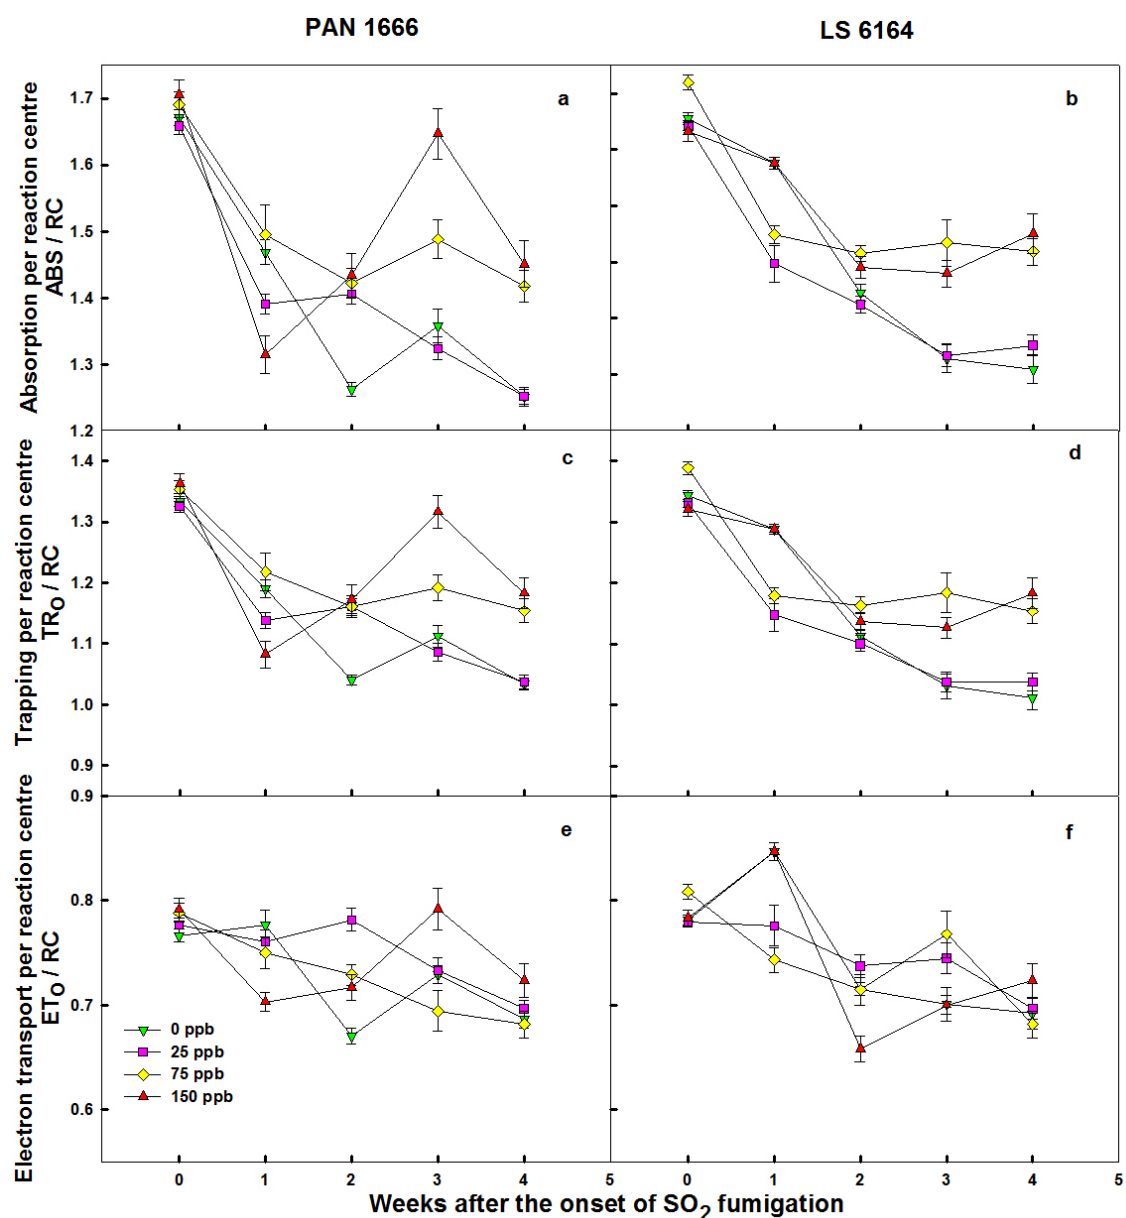 PAN 1666
LS 6164
Absorption per reaction centre
ABS / RC
1.7
1.6
1.5
1.4
1.3
1.2
a
b
Trapping per reaction centre
TRO / RC
1.4
1.3
1.2
1.1
1.0
0.9
c
d
Electron transport per reaction centre
ETO / RC
0.9
0.8
0.7
0.6
e
f
0 ppb
25 ppb
75 ppb
150 ppb
0 1 2 3 4 5
0 1 2 3 4 5
Weeks after the onset of SO2 fumigation